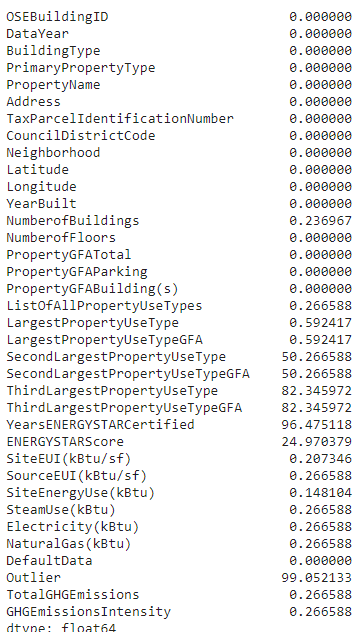 OSEBuildingID 0.000000
DataYear 0.000000
BuildingType 0.000000
PrimaryPropertyType 0.000000
PropertyName 0.000000
Address 0.000000
TaxParcelIdentificationNumber 0.000000
CouncilDistrictCode 0.000000
Neighborhood 0.000000
Latitude 0.000000
Longitude 0.000000
YearBuilt 0.000000
NumberofBuildings 0.236967
NumberofFloors 0.000000
PropertyGFATotal 0.000000
PropertyGFAParking 0.000000
PropertyGFABuilding(s) 0.000000
ListOfAllPropertyUseTypes 0.266588
LargestPropertyUseType 0.592417
LargestPropertyUseTypeGFA 0.592417
SecondLargestPropertyUseType 50.266588
SecondLargestPropertyUseTypeGFA 50.266588
ThirdLargestPropertyUseType 82.345972
ThirdLargestPropertyUseTypeGFA 82.345972
YearsENERGYSTARCertified 96.475118
ENERGYSTARScore 24.970379
SiteEUI(kBtu/sf) 0.207346
SourceEUI(kBtu/sf) 0.266588
SiteEnergyUse(kBtu) 0.148104
SteamUse(kBtu) 0.266588
Electricity(kBtu) 0.266588
NaturalGas(kBtu) 0.266588
DefaultData 0.000000
Outlier 99.052133
TotalGHGEmissions 0.266588
GHGEmissionsIntensity 0.266588
dtype: float64